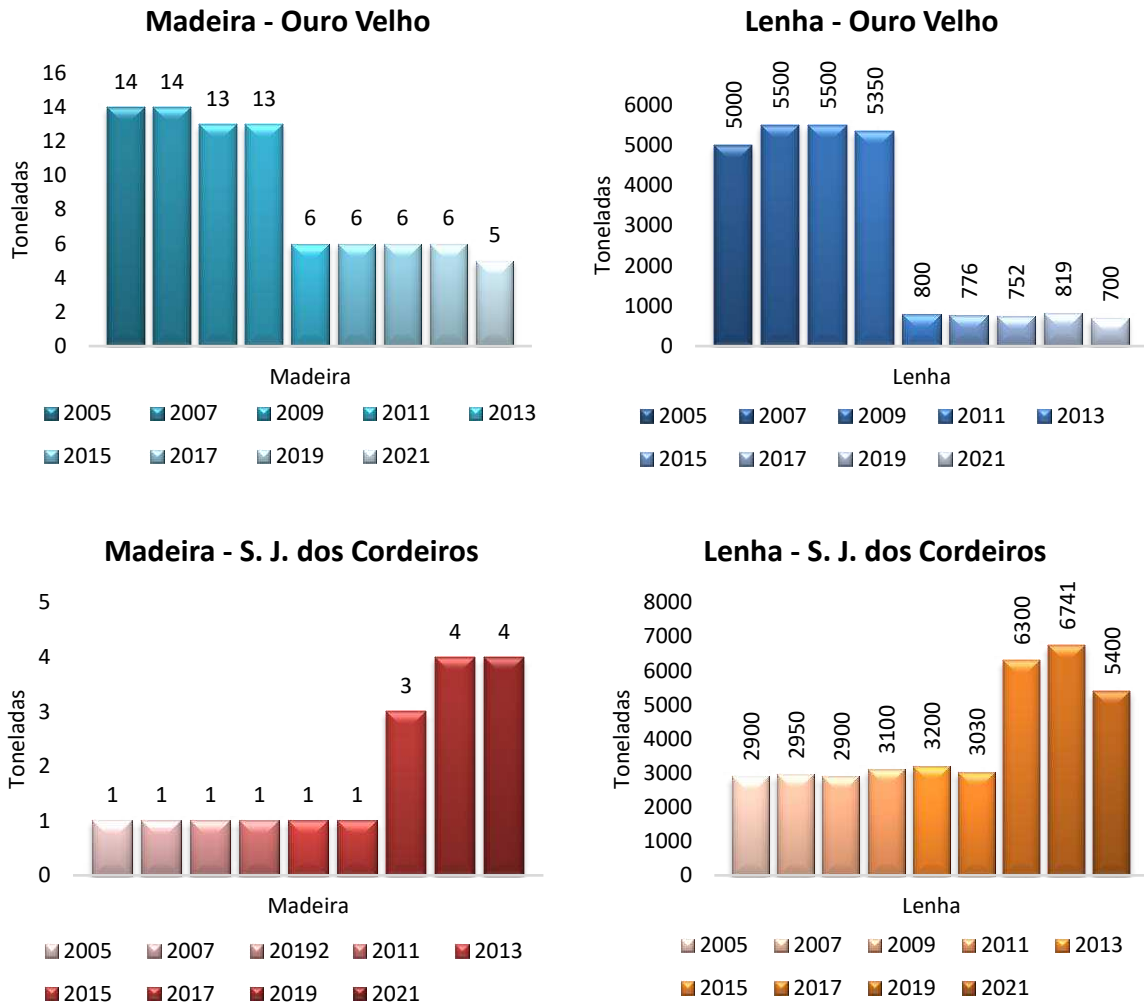 Madeira - Ouro Velho
16
14
12
10
8
6
4
2
0
Toneladas
14 14 13 13 6 6 6 6 5
Madeira
2005 2007 2009 2011 2013
2015 2017 2019 2021
Lenha - Ouro Velho
6000
5000
4000
3000
2000
1000
0
Toneladas
5000 5500 5500 5350 800 776 752 819 700
Lenha
2005 2007 2009 2011 2013
2015 2017 2019 2021
Madeira - S. J. dos Cordeiros
5
4
3
2
1
0
Toneladas
1 1 1 1 1 1 3 4 4
Madeira
2005 2007 20192 2011 2013
2015 2017 2019 2021
Lenha - S. J. dos Cordeiros
8000
7000
6000
5000
4000
3000
2000
1000
0
Toneladas
2900 2950 2900 3100 3200 3030 6300 6741 5400
Lenha
2005 2007 2009 2011 2013
2015 2017 2019 2021